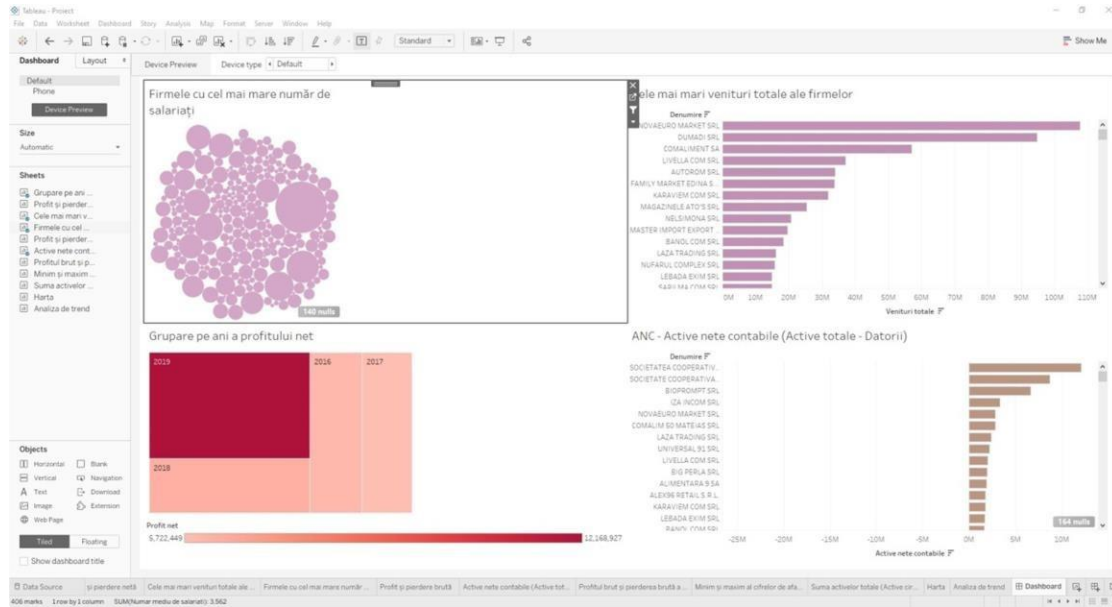 Tableau - Proiect
File Data Worksheet Dashboard Story Analysis Map Format Server Window Help
Standard
Show Me
Dashboard Layout
Device Preview Device type Default
Default
Phone
Device Preview
Size
Automatic
Sheets
Grupare pe ani ...
Profit și pierder...
Cele mai mari v...
Firmele cu cel ...
Profit și pierder...
Active nete cont...
Profitul brut și p...
Minim și maxim ...
Suma activelor ...
Harta
Analiza de trend
Objects
Horizontal Blank
Vertical Navigation
Text Download
Image Extension
Web Page
Tiled Floating
Show dashboard title
Firmele cu cel mai mare număr de
salariați
140 nulls
ele mai mari venituri totale ale firmelor
Denumire
NOVAEURO MARKET SRL
DUMADI SRL
COMALIMENT SA
LIVELLA COM SRL
AUTOROM SRL
FAMILY MARKET EDINA S...
KARAVIEM COM SRL
MAGAZINELE ATO'S SRL
NELSIMONA SRL
MASTER IMPORT EXPORT ...
BANOL COM SRL
LAZA TRADING SRL
NUFARUL COMPLEX SRL
LEBADA EXIM SRL
0M 10M 20M 30M 40M 50M 60M 70M 80M 90M 100M 110M
Venituri totale
Grupare pe ani a profitului net
2019 2016 2017
2018
Profit net
5,722,449 12,168,927
ANC - Active nete contabile (Active totale - Datorii)
Denumire
SOCIETATEA COOPERATIV...
SOCIETATE COOPERATIVA...
BIOPROMPT SRL
IZA INCOM SRL
NOVAEURO MARKET SRL
COMALIM 50 MATEIAS SRL
LAZA TRADING SRL
UNIVERSAL 91 SRL
LIVELLA COM SRL
BIG PERLA SRL
ALIMENTARA 9 SA
ALEX96 RETAIL S.R.L.
KARAVIEM COM SRL
LEBADA EXIM SRL
BANOL COM SRL
164 nulls
-25M -20M -15M -10M -5M 0M 5M 10M
Active nete contabile
Data Source și pierdere netă Cele mai mari venituri totale ale ... Firmele cu cel mai mare număr ... Profit și pierdere brută Active nete contabile (Active tot... Profitul brut si pierderea brută a ... Minim și maxim al cifrelor de afa... Suma activelor totale (Active cir... Harta Analiza de trend Dashboard
408 marks 1 row by 1 column SUM(Numar mediu de salariati): 3,562